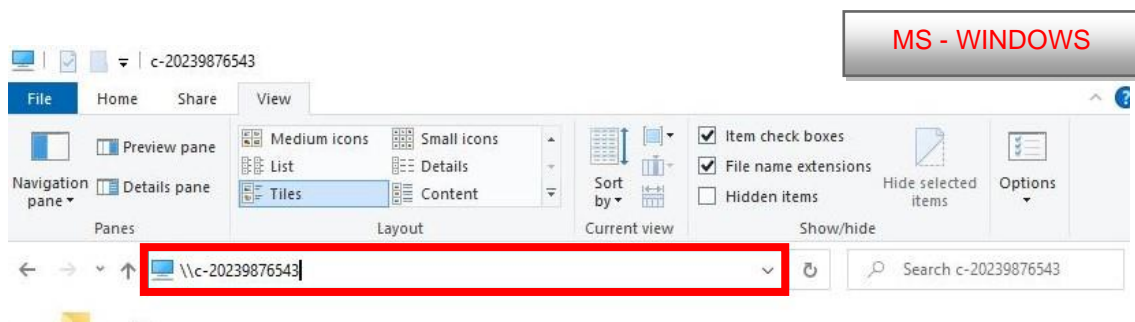 MS - WINDOWS
c-20239876543
File Home Share View
Navigation pane
Preview pane
Details pane
Panes
Medium icons Small icons
List Details
Tiles Content
Layout
Sort by
Current view
Item check boxes
File name extensions
Hidden items
Hide selected items
Show/hide
Options
\\c-20239876543
Search c-20239876543